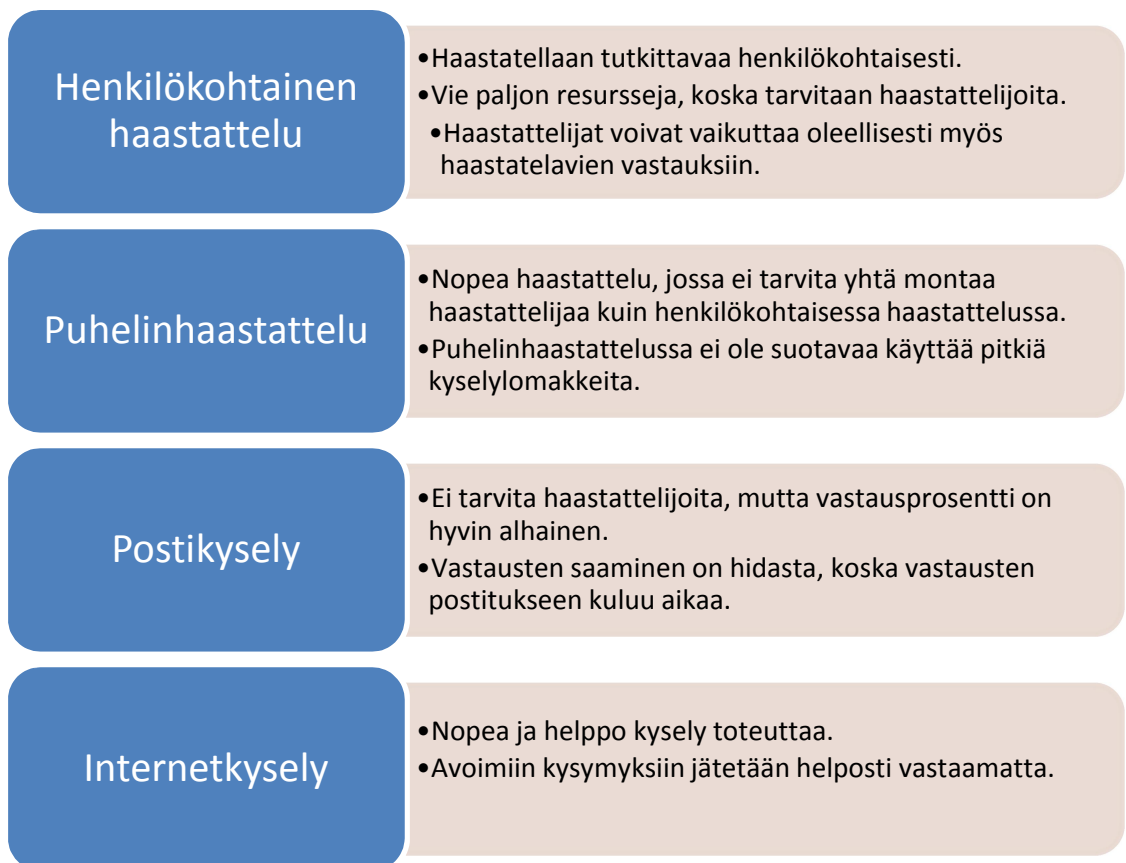 Henkilökohtainen
haastattelu
•Haastatellaan tutkittavaa henkilökohtaisesti.
•Vie paljon resursseja, koska tarvitaan haastattelijoita.
•Haastattelijat voivat vaikuttaa oleellisesti myös
haastatelavien vastauksiin.
Puhelinhaastattelu
•Nopea haastattelu, jossa ei tarvita yhtä montaa
haastattelijaa kuin henkilökohtaisessa haastattelussa.
•Puhelinhaastattelussa ei ole suotavaa käyttää pitkiä
kyselylomakkeita.
Postikysely
•Ei tarvita haastattelijoita, mutta vastausprosentti on
hyvin alhainen.
•Vastausten saaminen on hidasta, koska vastausten
postitukseen kuluu aikaa.
Internetkysely
•Nopea ja helppo kysely toteuttaa.
•Avoimiin kysymyksiin jätetään helposti vastaamatta.